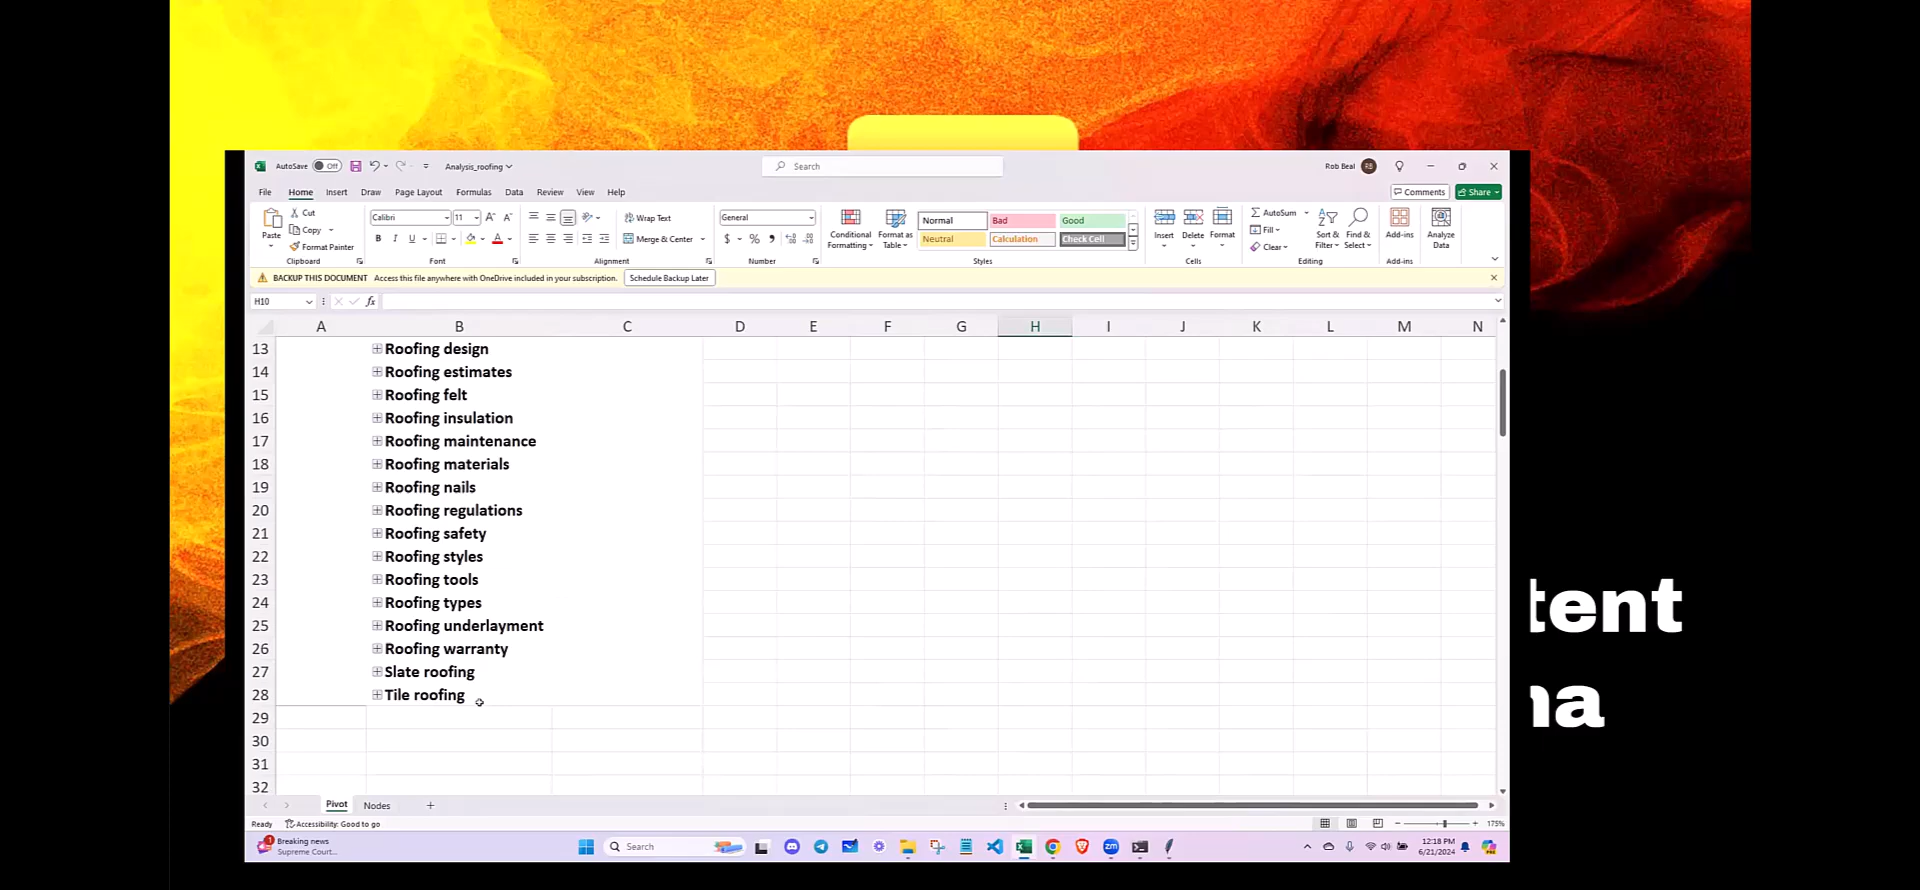 AutoSave Off Analysis_roofing Search Rob Beal RB
File Home Insert Draw Page Layout Formulas Data Review View Help Comments Share
Paste Cut Copy Format Painter Clipboard
Calibri 11 B I U Font
Wrap Text Merge & Center Alignment
General $ % , Number
Conditional Formatting Format as Table
Normal Bad Good
Neutral Calculation Check Cell
Styles
Insert Delete Format
Cells
AutoSum Fill Clear Sort & Filter Find & Select
Editing
Add-ins
Add-ins
Analyze Data
BACKUP THIS DOCUMENT Access this file anywhere with OneDrive included in your subscription. Schedule Backup Later
H10 fx
A B C D E F G H I J K L M N
13 Roofing design
14 Roofing estimates
15 Roofing felt
16 Roofing insulation
17 Roofing maintenance
18 Roofing materials
19 Roofing nails
20 Roofing regulations
21 Roofing safety
22 Roofing styles
23 Roofing tools
24 Roofing types
25 Roofing underlayment
26 Roofing warranty
27 Slate roofing
28 Tile roofing
29
30
31
32
tent
na
Pivot Nodes
Ready Accessibility: Good to go 175%
Breaking news
Supreme Court...
Search
zm
12:18 PM
6/21/2024